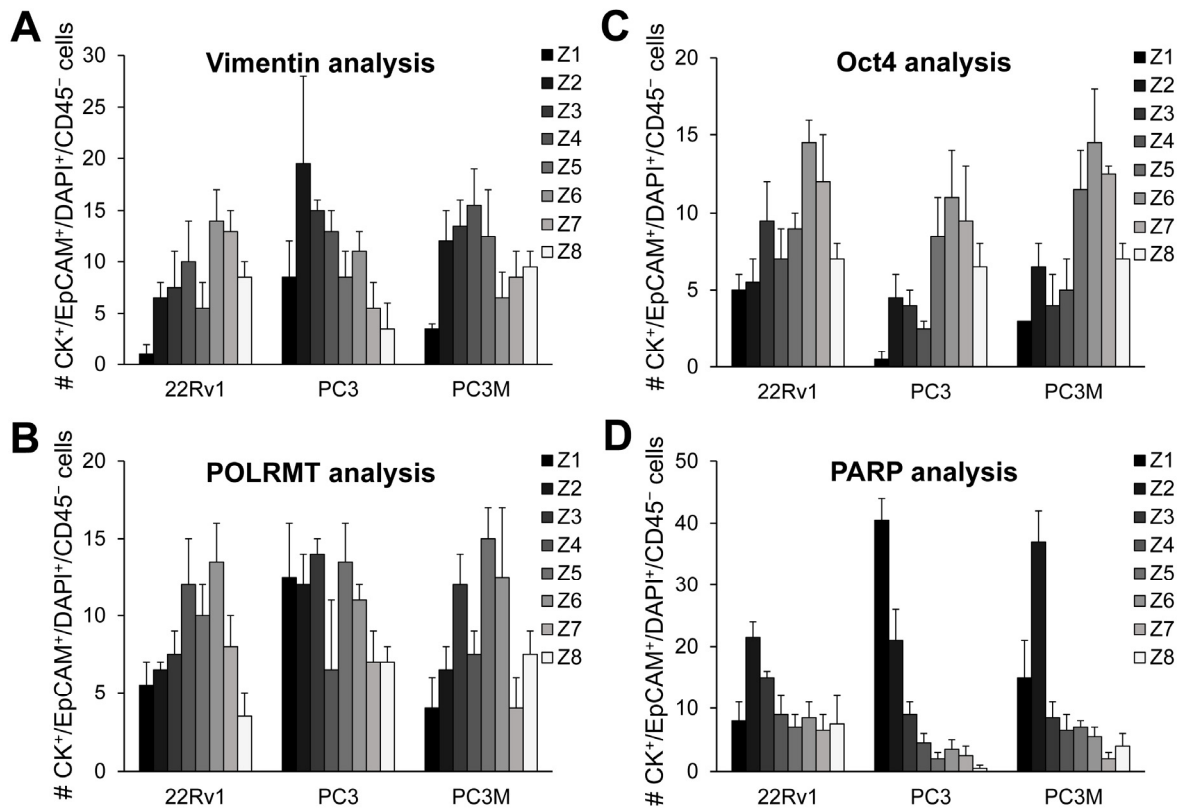 A
Vimentin analysis
# CK⁺/EpCAM⁺/DAPI⁺/CD45⁻ cells
30
25
20
15
10
5
0
22Rv1 PC3 PC3M
Z1
Z2
Z3
Z4
Z5
Z6
Z7
Z8
C
Oct4 analysis
# CK⁺/EpCAM⁺/DAPI⁺/CD45⁻ cells
20
15
10
5
0
22Rv1 PC3 PC3M
Z1
Z2
Z3
Z4
Z5
Z6
Z7
Z8
B
POLRMT analysis
# CK⁺/EpCAM⁺/DAPI⁺/CD45⁻ cells
20
15
10
5
0
22Rv1 PC3 PC3M
Z1
Z2
Z3
Z4
Z5
Z6
Z7
Z8
D
PARP analysis
# CK⁺/EpCAM⁺/DAPI⁺/CD45⁻ cells
50
40
30
20
10
0
22Rv1 PC3 PC3M
Z1
Z2
Z3
Z4
Z5
Z6
Z7
Z8